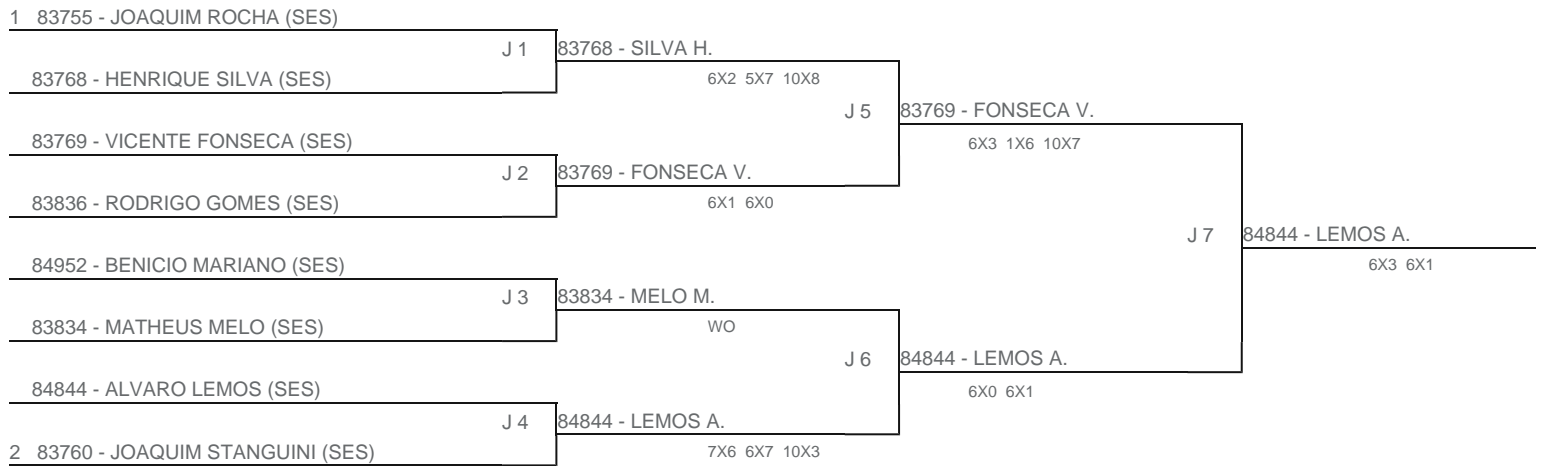 1 83755 - JOAQUIM ROCHA (SES)
J 1
83768 - SILVA H.
83768 - HENRIQUE SILVA (SES)
6X2 5X7 10X8
J 5
83769 - FONSECA V.
83769 - VICENTE FONSECA (SES)
6X3 1X6 10X7
J 2
83769 - FONSECA V.
83836 - RODRIGO GOMES (SES)
6X1 6X0
J 7
84844 - LEMOS A.
84952 - BENICIO MARIANO (SES)
6X3 6X1
J 3
83834 - MELO M.
83834 - MATHEUS MELO (SES)
WO
J 6
84844 - LEMOS A.
84844 - ALVARO LEMOS (SES)
6X0 6X1
J 4
84844 - LEMOS A.
2 83760 - JOAQUIM STANGUINI (SES)
7X6 6X7 10X3